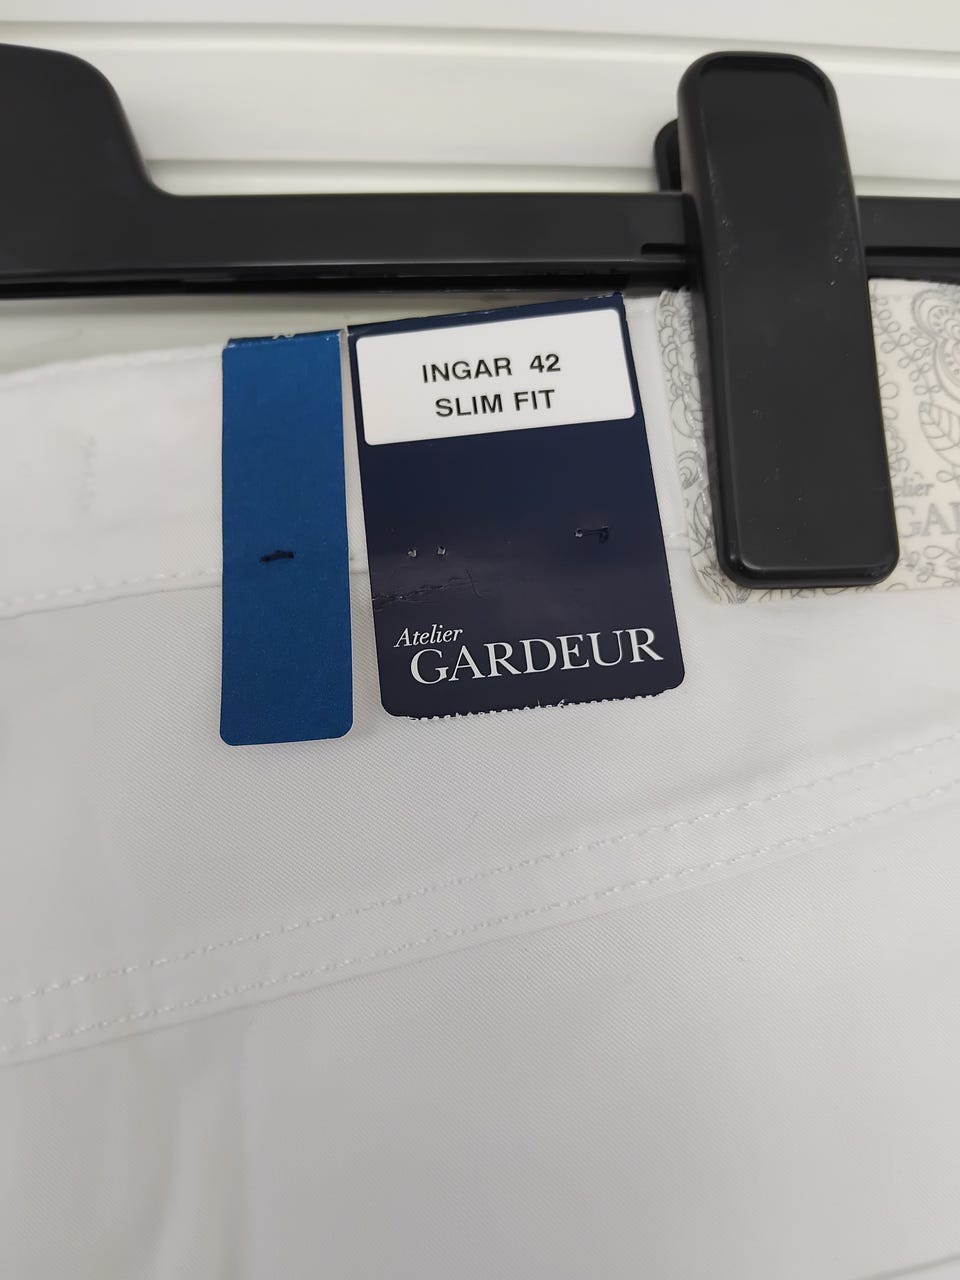 INGAR 42
SLIM FIT
Atelier
GARDEUR